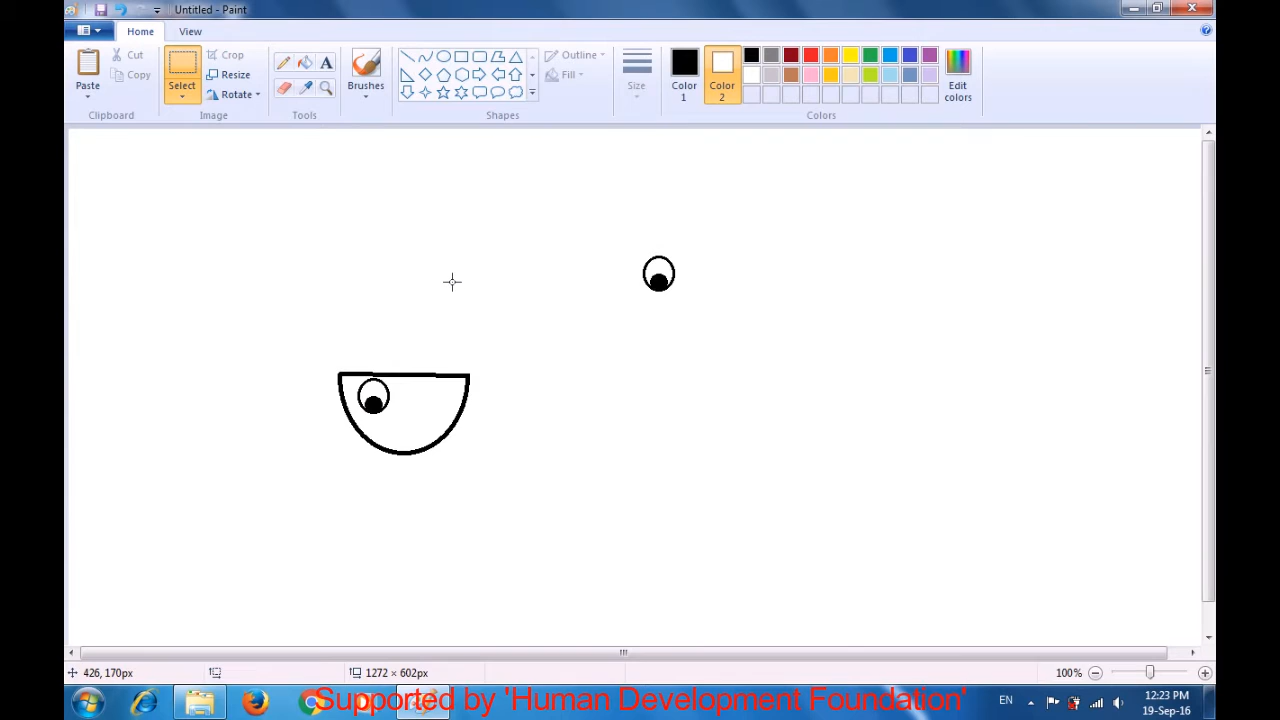 Untitled - Paint
Home
View
Paste
Cut
Copy
Clipboard
Select
Crop
Resize
Rotate
Image
A
Tools
Brushes
Shapes
Outline
Fill
Size
Color 1
Color 2
Edit colors
Colors
426, 170px
1272 × 602px
100%
EN
12:23 PM
19-Sep-16
Supported by 'Human Development Foundation'